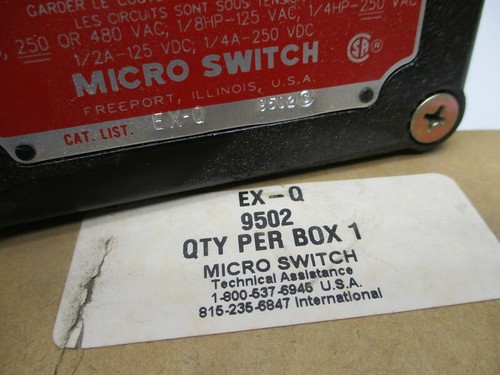 GARDER LE COUVERCLE
LES CIRCUITS SONT SOUS TENSION
250 OR 480 VAC, 1/8HP-125 VAC, 1/4HP-250 VAC
1/2A-125 VDC; 1/4A-250 VDC
MICRO SWITCH
FREEPORT, ILLINOIS, U.S.A.
CAT. LIST. EX-Q 9502
EX-Q
9502
QTY PER BOX 1
MICRO SWITCH
Technical Assistance
1-800-537-6945 U.S.A.
815-235-6847 International